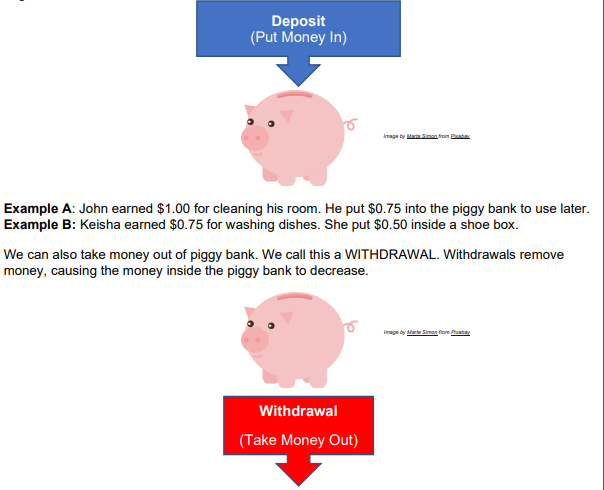 Deposit
(Put Money In)
Image by Marta Simon from Pixabay
Example A: John earned $1.00 for cleaning his room. He put $0.75 into the piggy bank to use later.
Example B: Keisha earned $0.75 for washing dishes. She put $0.50 inside a shoe box.
We can also take money out of piggy bank. We call this a WITHDRAWAL. Withdrawals remove
money, causing the money inside the piggy bank to decrease.
Image by Marta Simon from Pixabay
Withdrawal
(Take Money Out)